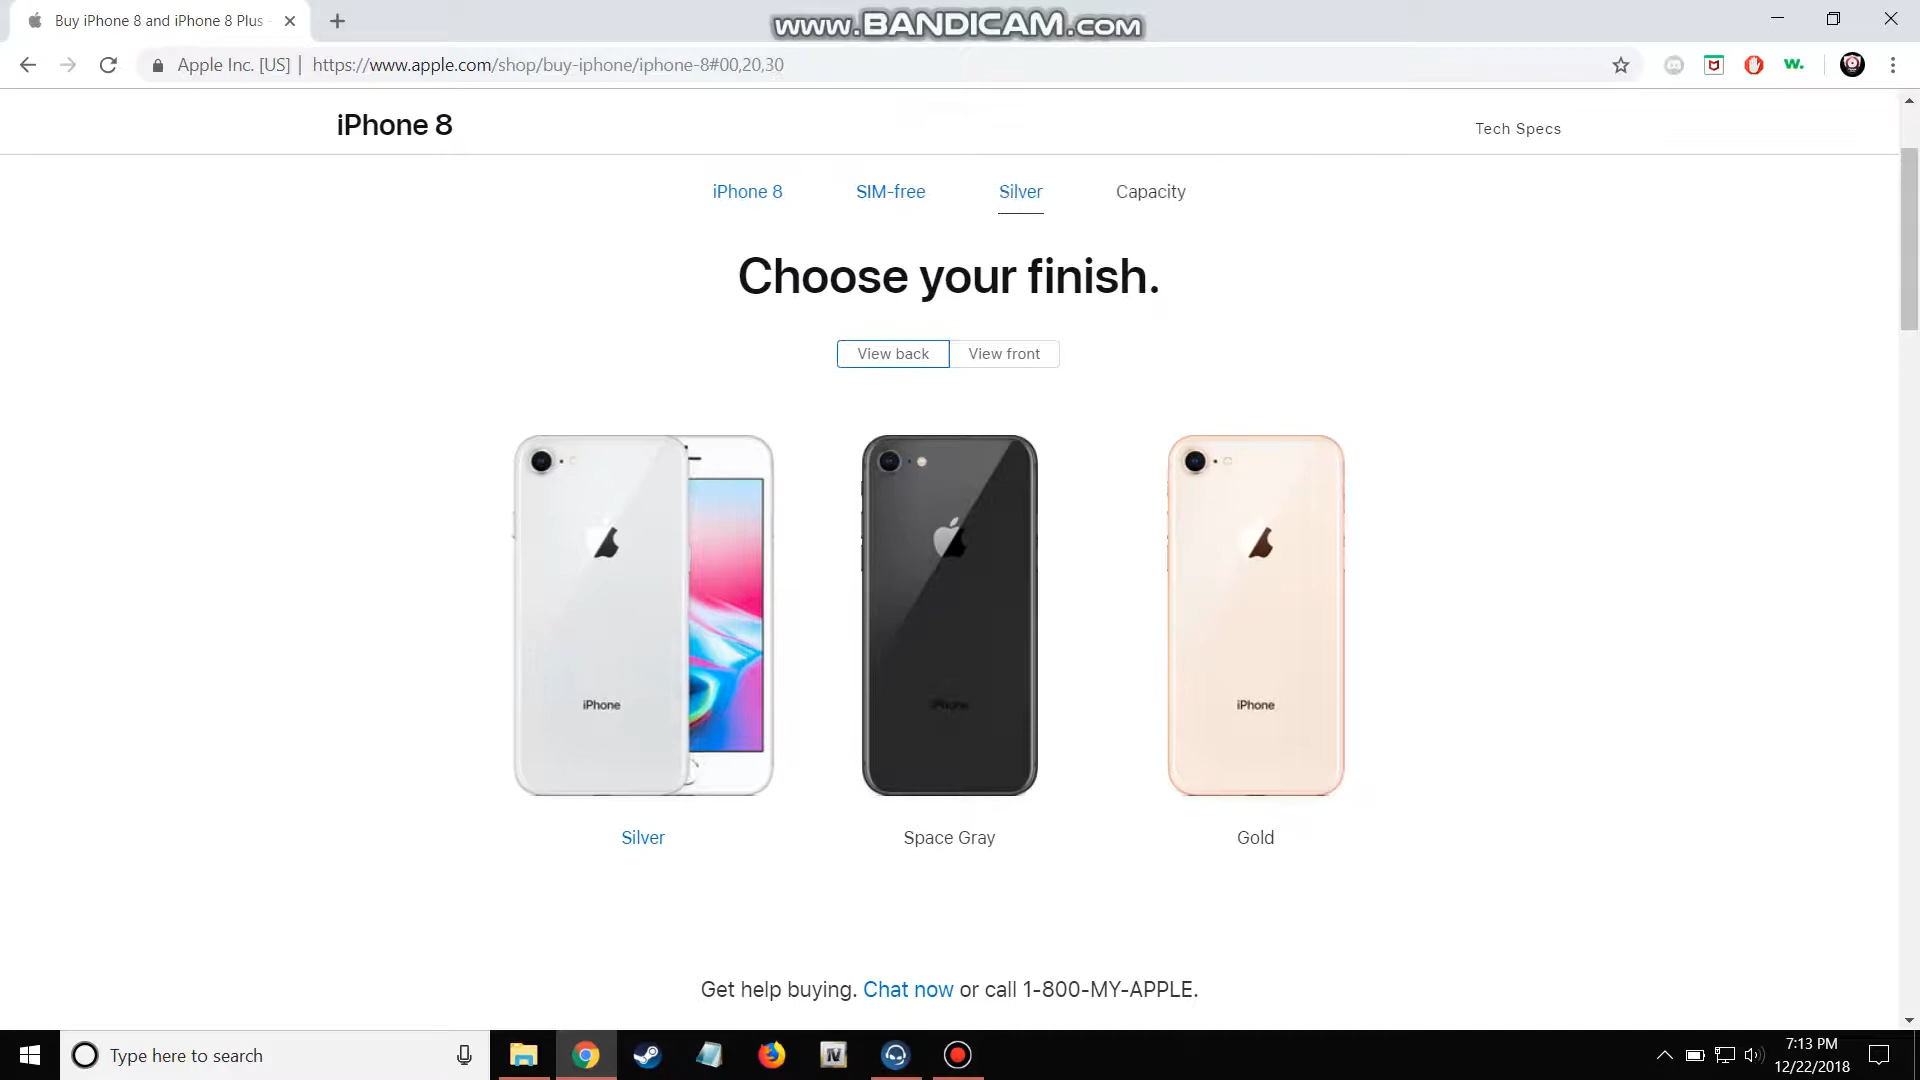 Buy iPhone 8 and iPhone 8 Plus -
www.BANDICAM.com
Apple Inc. [US] | https://www.apple.com/shop/buy-iphone/iphone-8#00,20,30
w.
iPhone 8
Tech Specs
iPhone 8 SIM-free Silver Capacity
Choose your finish.
View back View front
iPhone iPhone iPhone
Silver Space Gray Gold
Get help buying. Chat now or call 1-800-MY-APPLE.
Type here to search
7:13 PM
12/22/2018